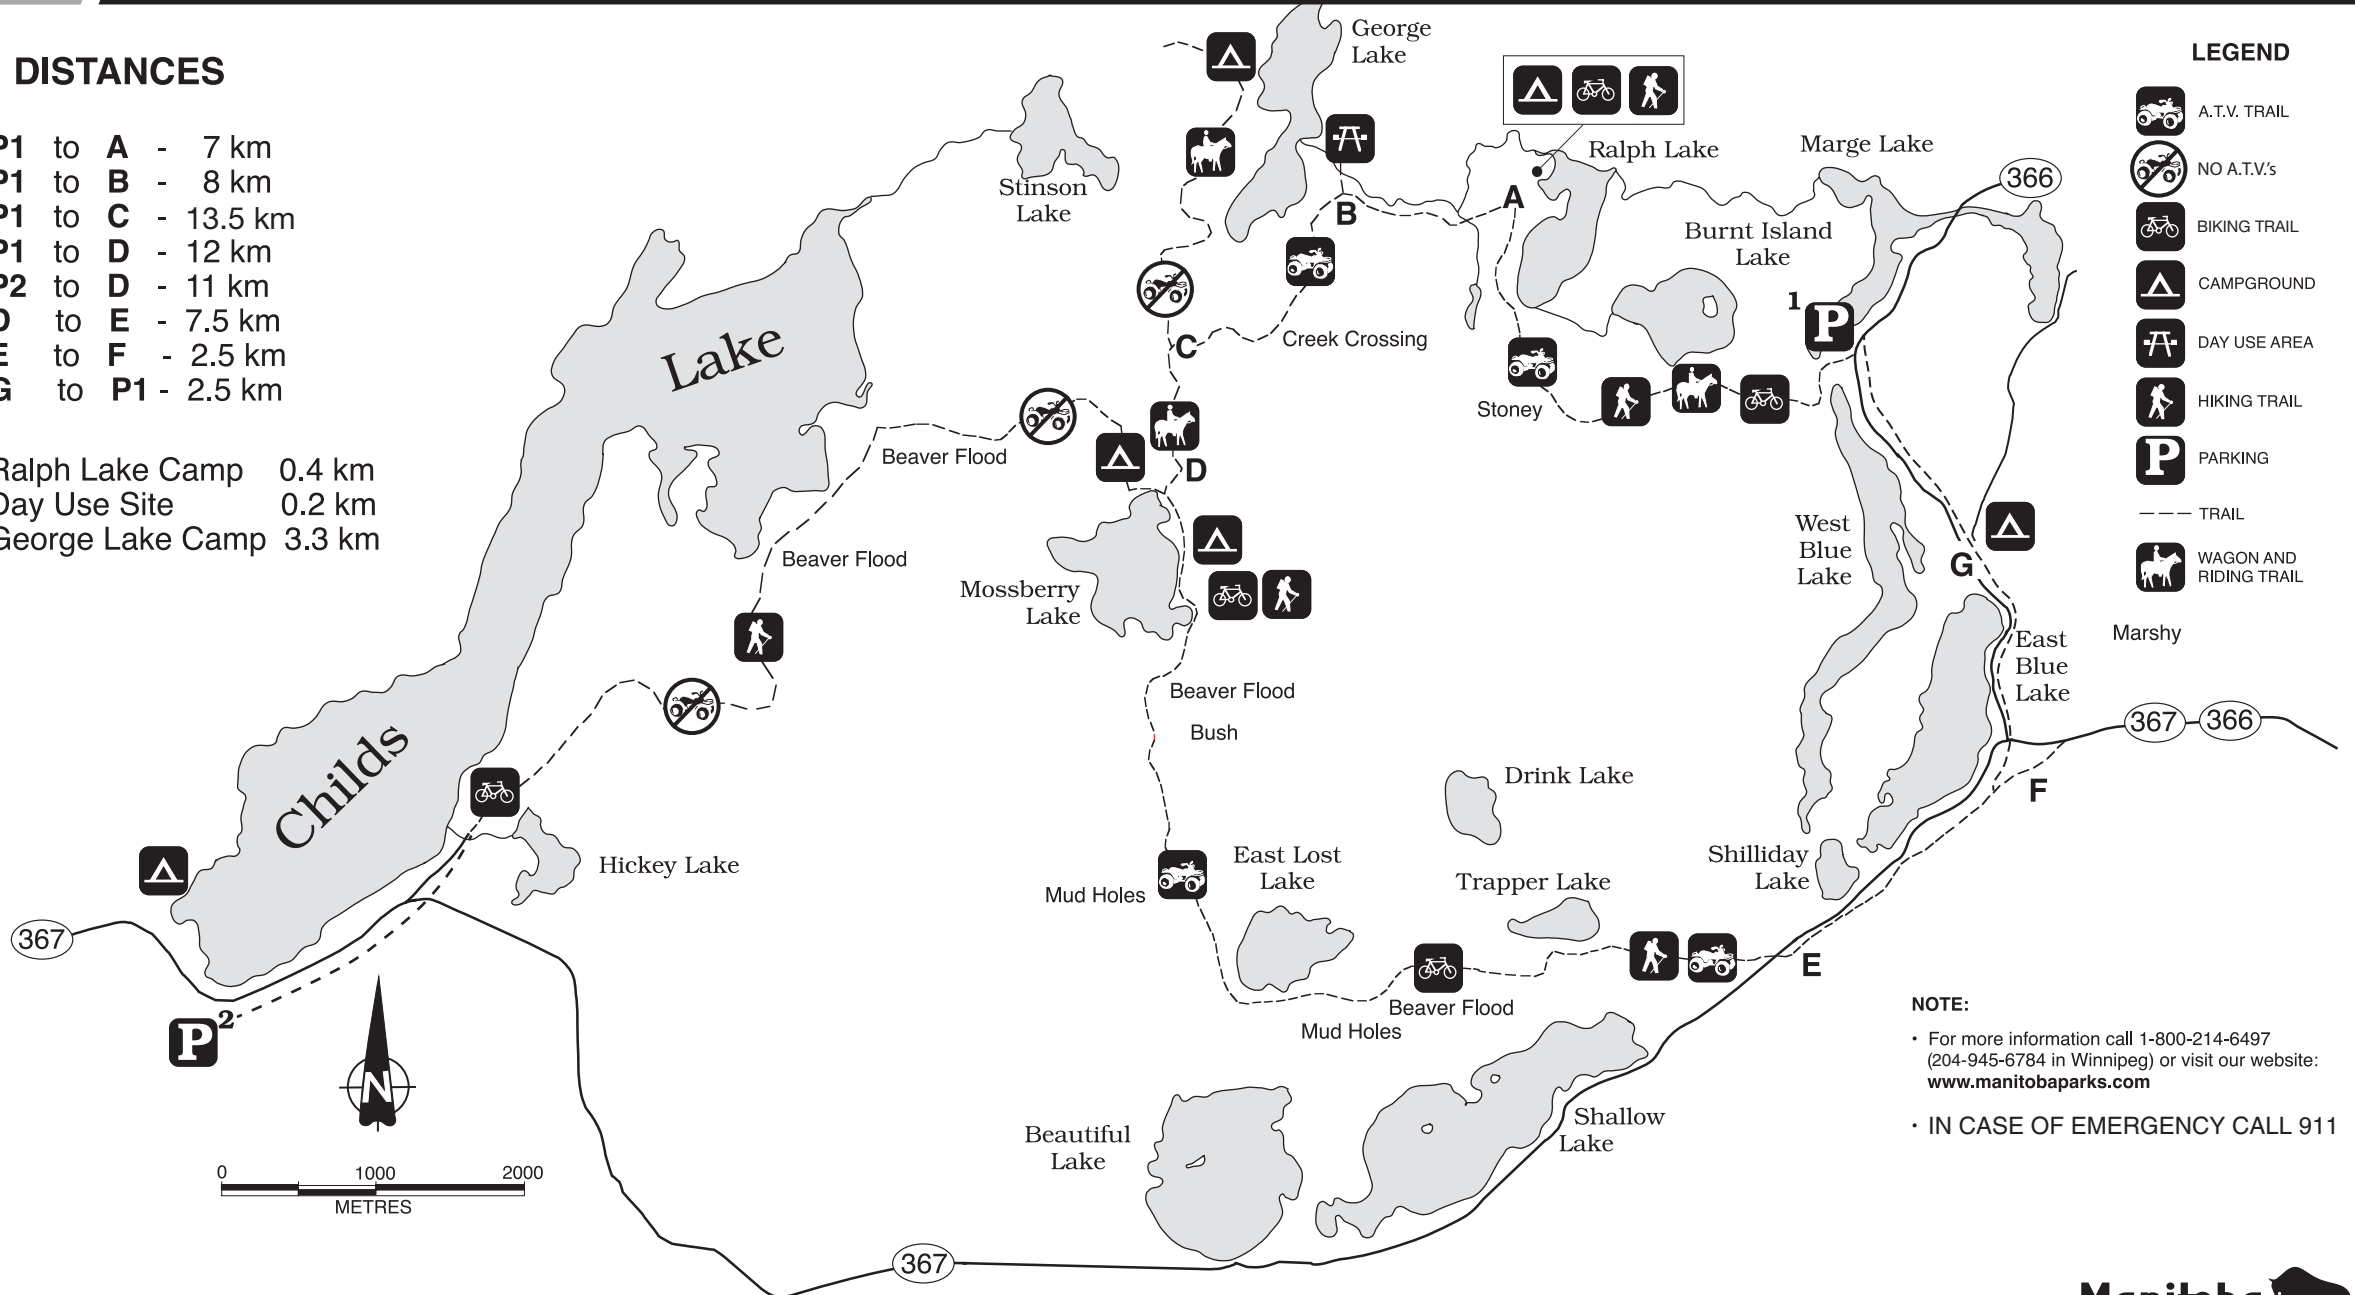 DISTANCES
P1 to A - 7 km
P1 to B - 8 km
P1 to C - 13.5 km
P1 to D - 12 km
P2 to D - 11 km
D to E - 7.5 km
E to F - 2.5 km
G to P1 - 2.5 km
Ralph Lake Camp 0.4 km
Day Use Site 0.2 km
George Lake Camp 3.3 km
George
Lake
Stinson
Lake
Ralph Lake
Marge Lake
366
A
B
Burnt Island
Lake
1
P
Lake
C
Creek Crossing
Stoney
Beaver Flood
D
Beaver Flood
West
Blue
Lake
G
Mossberry
Lake
East
Blue
Lake
Marshy
Beaver Flood
Bush
367
366
Childs
Drink Lake
F
Hickey Lake
East Lost
Lake
Trapper Lake
Shilliday
Lake
Mud Holes
367
E
Beaver Flood
Mud Holes
P
2
N
Beautiful
Lake
Shallow
Lake
0 1000 2000
METRES
367
LEGEND
A.T.V. TRAIL
NO A.T.V.'s
BIKING TRAIL
CAMPGROUND
DAY USE AREA
HIKING TRAIL
P PARKING
TRAIL
WAGON AND
RIDING TRAIL
NOTE:
• For more information call 1-800-214-6497
(204-945-6784 in Winnipeg) or visit our website:
www.manitobaparks.com
• IN CASE OF EMERGENCY CALL 911
Manitoba